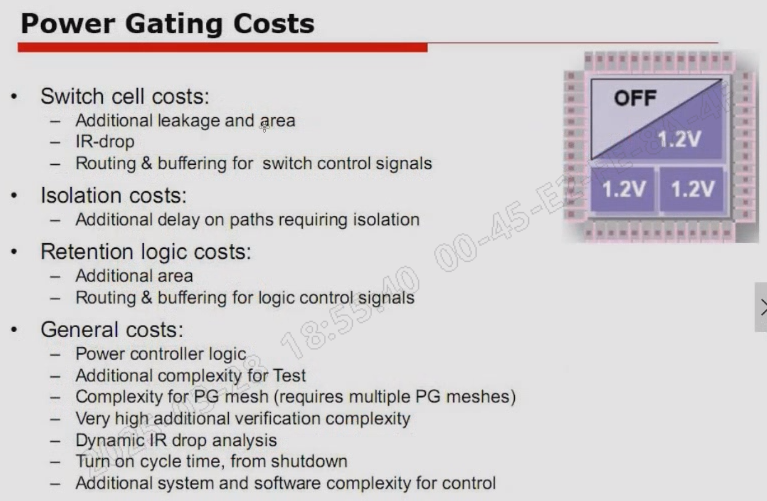 Power Gating Costs
• Switch cell costs:
– Additional leakage and area
– IR-drop
– Routing & buffering for switch control signals
• Isolation costs:
– Additional delay on paths requiring isolation
• Retention logic costs:
– Additional area
– Routing & buffering for logic control signals
• General costs:
– Power controller logic
– Additional complexity for Test
– Complexity for PG mesh (requires multiple PG meshes)
– Very high additional verification complexity
– Dynamic IR drop analysis
– Turn on cycle time, from shutdown
– Additional system and software complexity for control
OFF
1.2V
1.2V 1.2V
18:55:40